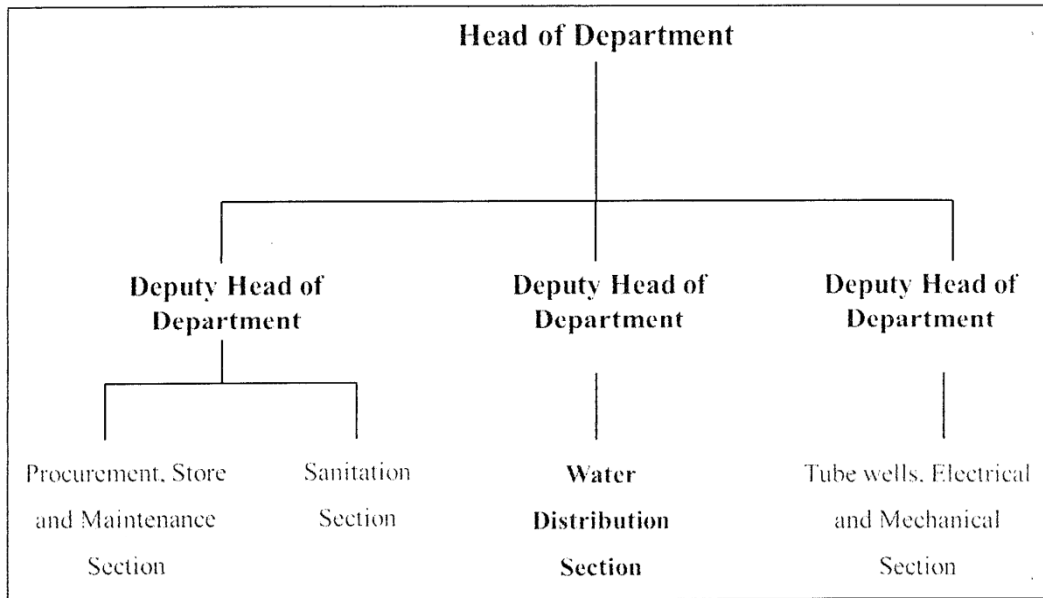 Head of Department
Deputy Head of
Department
Deputy Head of
Department
Deputy Head of
Department
Procurement, Store
and Maintenance
Section
Sanitation
Section
Water
Distribution
Section
Tube wells, Electrical
and Mechanical
Section